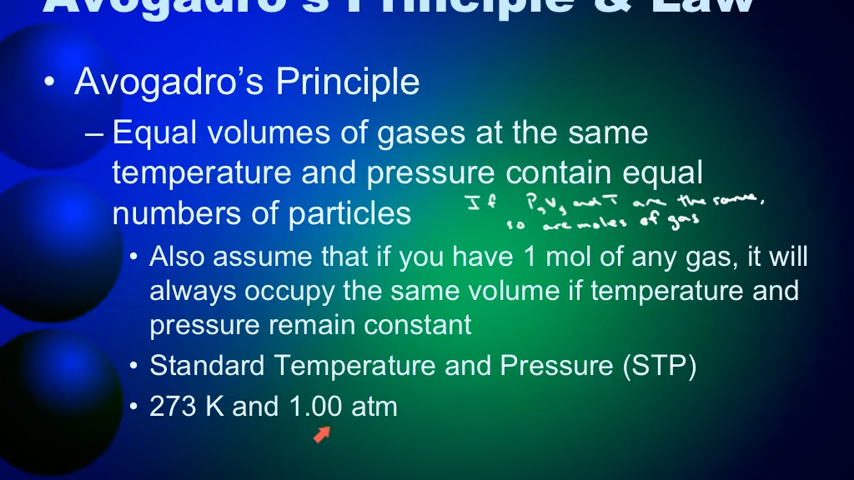 Avogadro's Principle & Law
• Avogadro’s Principle
– Equal volumes of gases at the same
temperature and pressure contain equal
numbers of particles
If P, V, and T are the same,
so are moles of gas
• Also assume that if you have 1 mol of any gas, it will
always occupy the same volume if temperature and
pressure remain constant
• Standard Temperature and Pressure (STP)
• 273 K and 1.00 atm